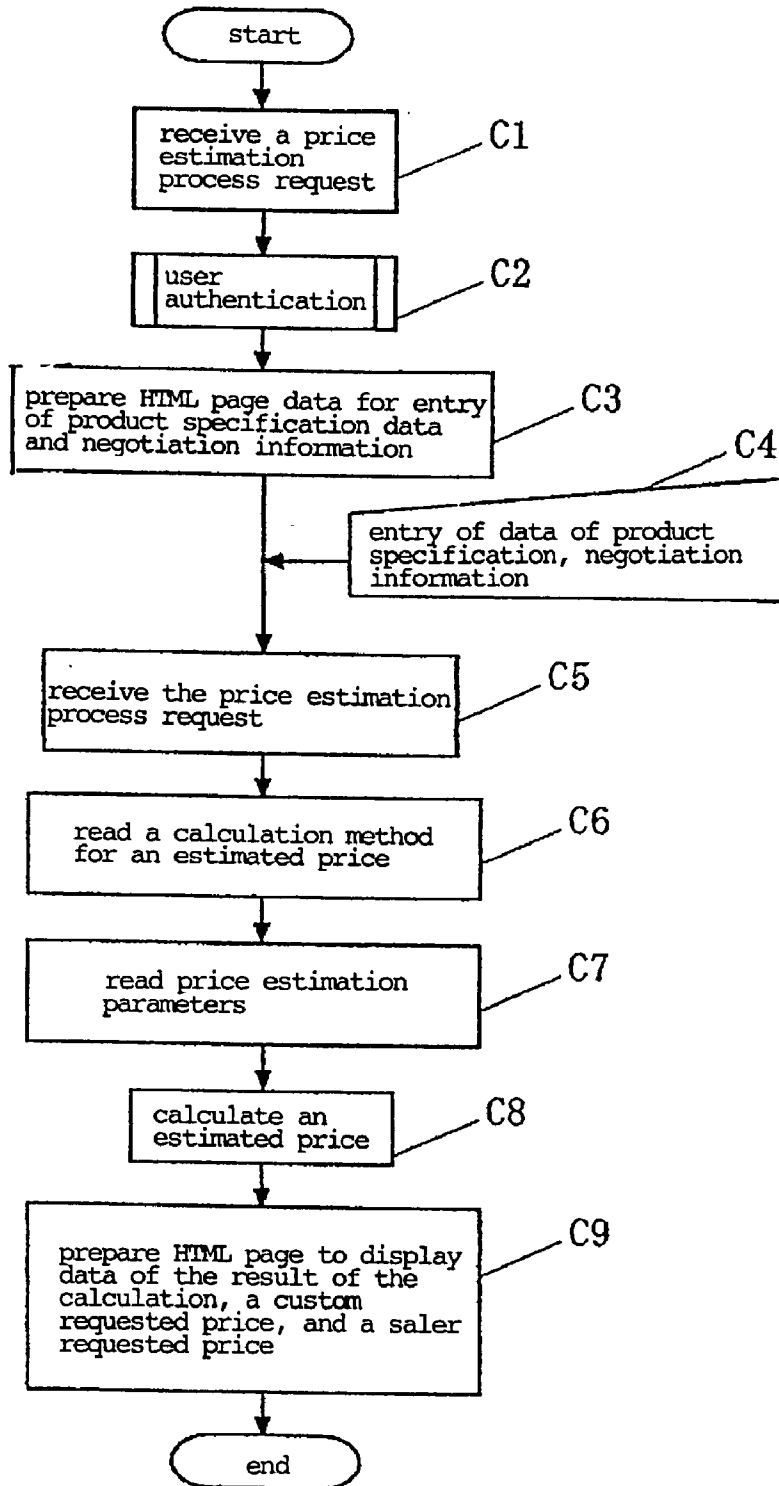 start
receive a price
estimation
process request
C1
user
authentication
C2
prepare HTML page data for entry
of product specification data
and negotiation information
C3
C4
entry of data of product
specification, negotiation
information
receive the price estimation
process request
C5
read a calculation method
for an estimated price
C6
read price estimation
parameters
C7
calculate an
estimated price
C8
prepare HTML page to display
data of the result of the
calculation, a custom
requested price, and a saler
requested price
C9
end